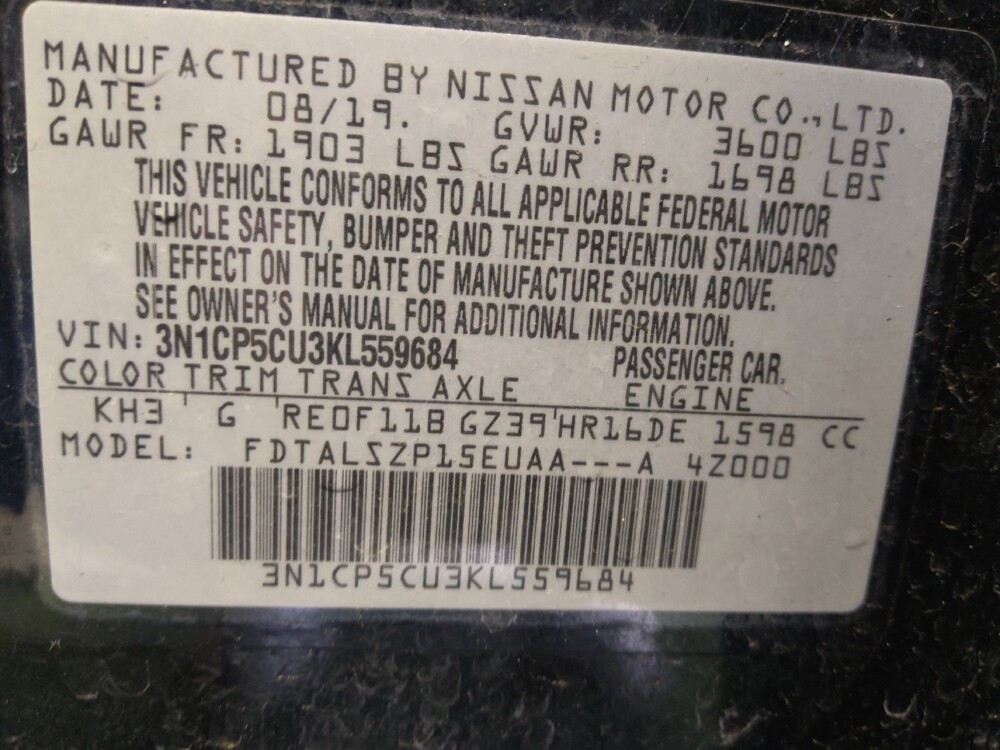 MANUFACTURED BY NISSAN MOTOR CO.,LTD.
DATE: 08/19. GVWR: 3600 LBS
GAWR FR: 1903 LBS GAWR RR: 1698 LBS
THIS VEHICLE CONFORMS TO ALL APPLICABLE FEDERAL MOTOR
VEHICLE SAFETY, BUMPER AND THEFT PREVENTION STANDARDS
IN EFFECT ON THE DATE OF MANUFACTURE SHOWN ABOVE.
SEE OWNER'S MANUAL FOR ADDITIONAL INFORMATION.
VIN: 3N1CP5CU3KL559684 PASSENGER CAR.
COLOR TRIM TRANS AXLE ENGINE
KH3 G RE0F11B GZ39 HR16DE 1598 CC
MODEL: FDTALSZP15EUAA---A 4Z000
3N1CP5CU3KL559684